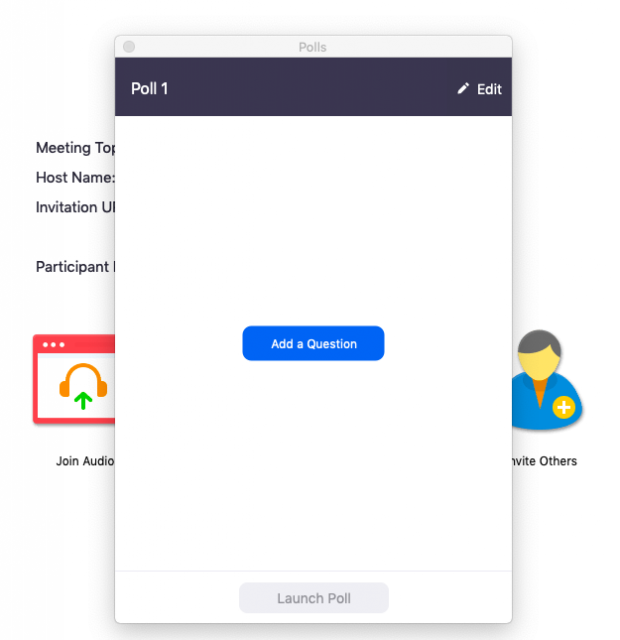 Polls
Poll 1
Edit
Meeting Top
Host Name:
Invitation U
Participant
Add a Question
Join Audio
nvite Others
Launch Poll